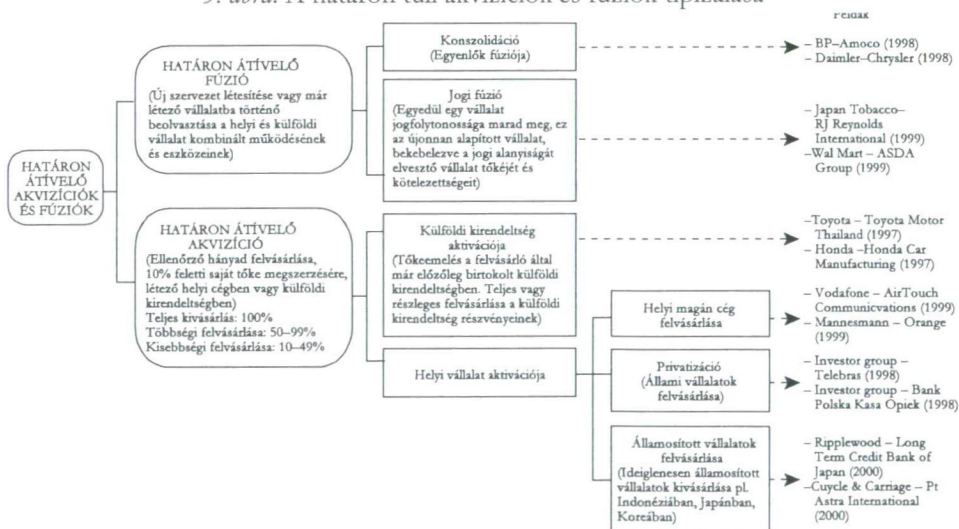 9. ábra. A határon túli akvizíciók és fúziók tipizálása
Példák
HATÁRON
ÁTÍVELŐ
AKVIZÍCIÓK
ÉS FÚZIÓK
HATÁRON ÁTÍVELŐ
FÚZIÓ
(Új szervezet létesítése vagy már
létező vállalatba történő
beolvasztása a helyi és külföldi
vállalat kombinált működésének
és eszközeinek)
Konszolidáció
(Egyenlők fúziója)
– BP–Amoco (1998)
– Daimler–Chrysler (1998)
Jogi fúzió
(Egyedül egy vállalat
jogfolytonossága marad meg, ez
az újonnan alapított vállalat,
bekebelezve a jogi alanyiságát
elvesztő vállalat tőkéjét és
kötelezettségeit)
– Japan Tobacco–
RJ Reynolds
International (1999)
–Wal Mart – ASDA
Group (1999)
HATÁRON ÁTÍVELŐ
AKVIZÍCIÓ
(Ellenőrző hányad felvásárlása,
10% feletti saját tőke megszerzésére,
létező helyi cégben vagy külföldi
kirendeltségben)
Teljes kivásárlás: 100%
Többségi felvásárlása: 50–99%
Kisebbségi felvásárlása: 10–49%
Külföldi kirendeltség
aktivációja
(Tőkeemelés a felvásárló által
már előzőleg birtokolt külföldi
kirendeltségben. Teljes vagy
részleges felvásárlása a külföldi
kirendeltség részvényeinek)
–Toyota – Toyota Motor
Thailand (1997)
– Honda –Honda Car
Manufacturing (1997)
Helyi vállalat aktivációja
Helyi magán cég
felvásárlása
– Vodafone – AirTouch
Communicvations (1999)
– Mannesmann – Orange
(1999)
Privatizáció
(Állami vállalatok
felvásárlása)
– Investor group –
Telebras (1998)
– Investor group – Bank
Polska Kasa Opiek (1998)
Államosított vállalatok
felvásárlása
(Ideiglenesen államosított
vállalatok kivásárlása pl.
Indonéziában, Japánban,
Koreában)
– Ripplewood – Long
Term Credit Bank of
Japan (2000)
–Cuycle & Carriage – Pt
Astra International
(2000)